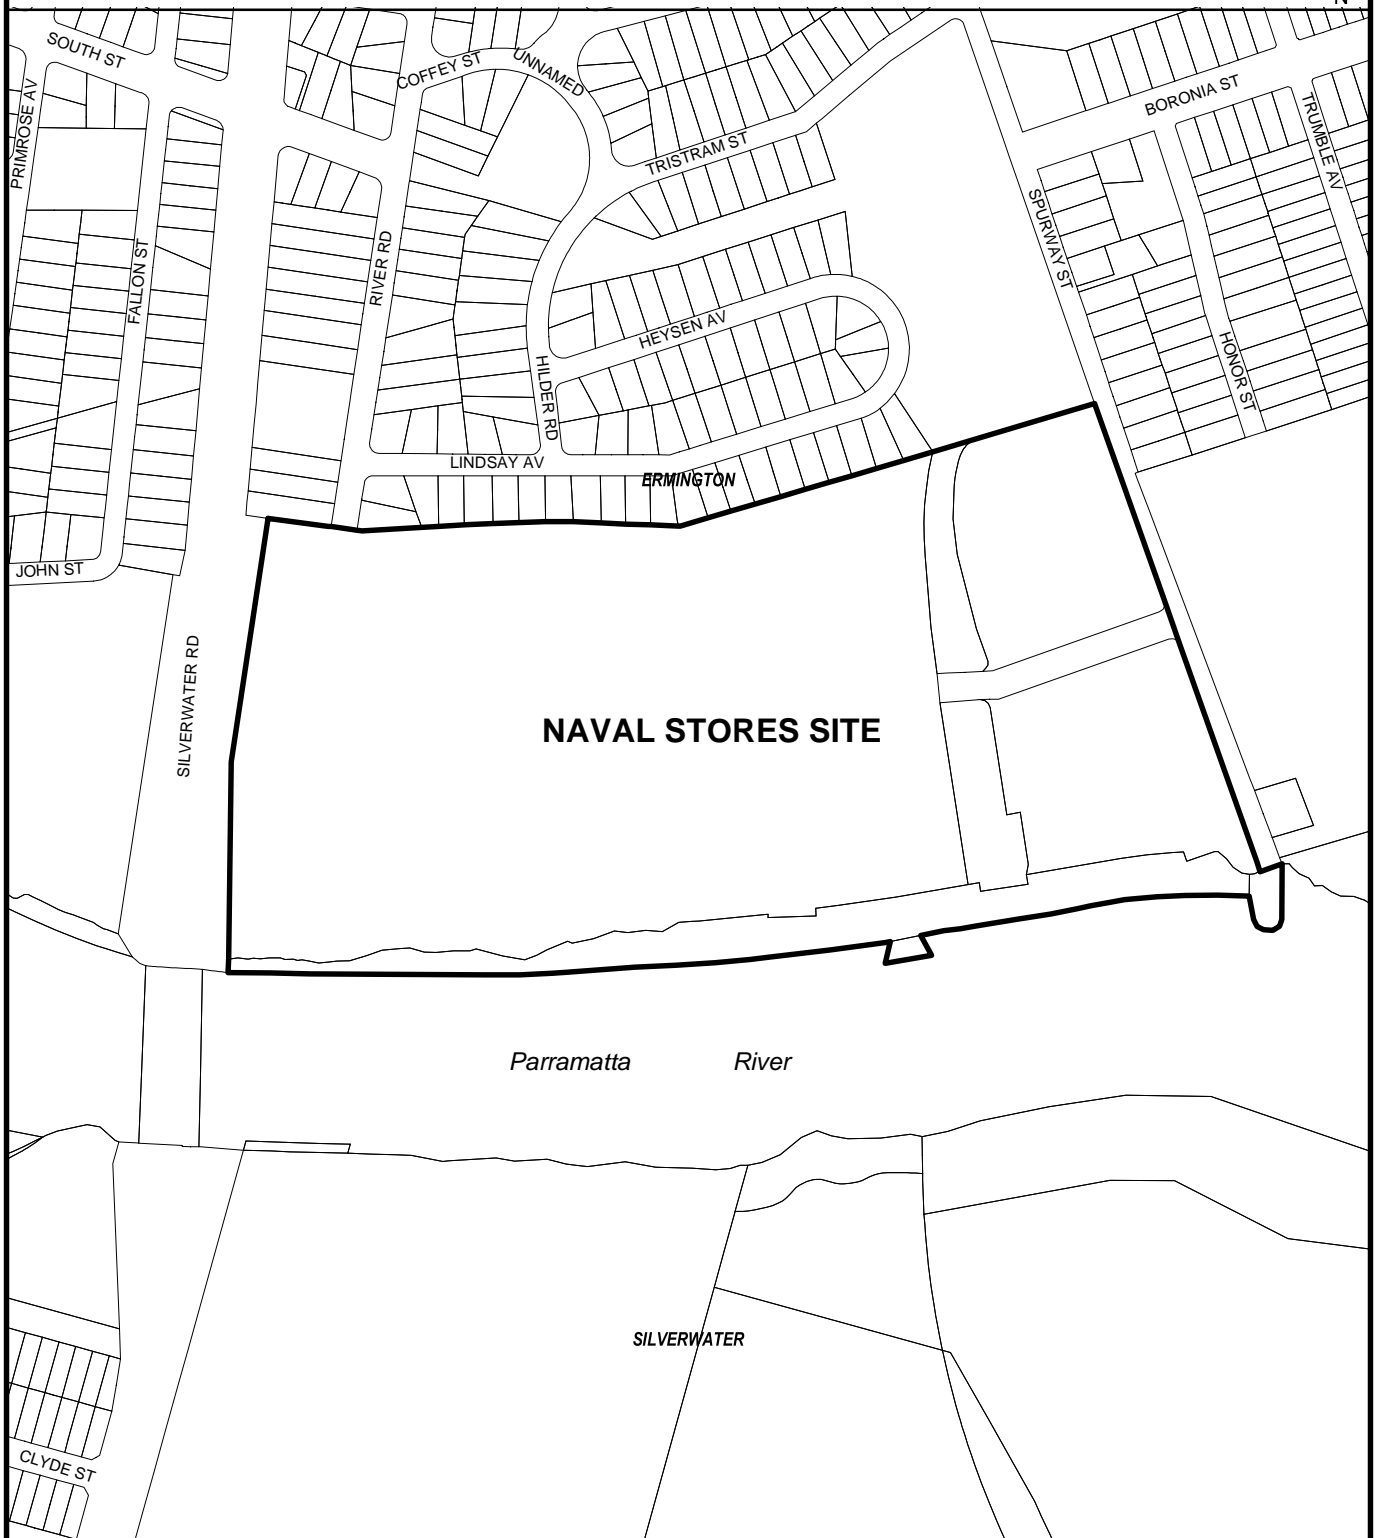 SOUTH ST
COFFEY ST
UNNAMED
PRIMROSE AV
BORONIA ST
TRUMBLE AV
TRISTRAM ST
SPURWAY ST
RIVER RD
FALLON ST
HEYSEN AV
HILDER RD
HONOR ST
LINDSAY AV
ERMINGTON
JOHN ST
SILVERWATER RD
NAVAL STORES SITE
Parramatta River
SILVERWATER
CLYDE ST